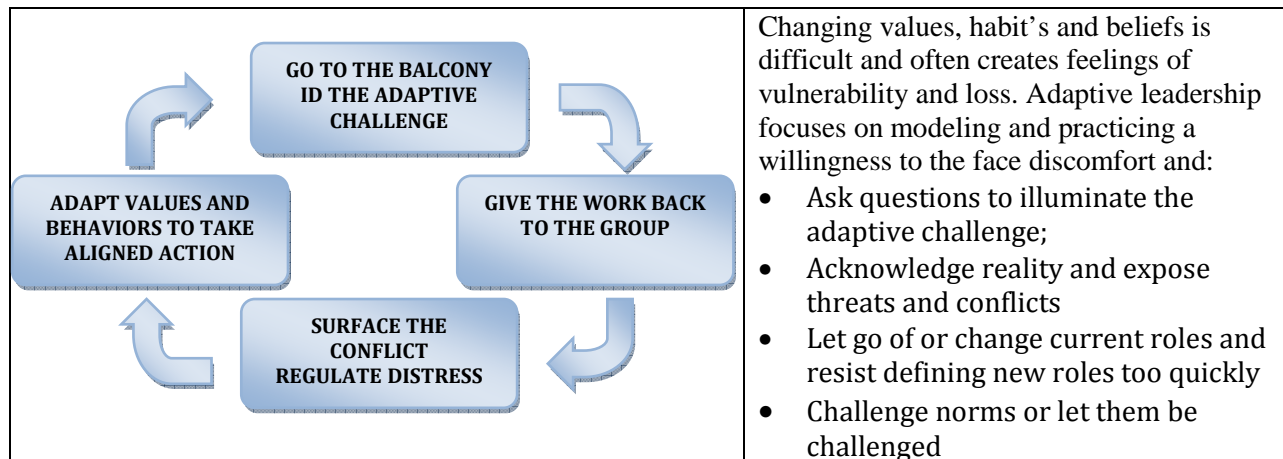 GO TO THE BALCONY
ID THE ADAPTIVE
CHALLENGE
GIVE THE WORK BACK
TO THE GROUP
SURFACE THE
CONFLICT
REGULATE DISTRESS
ADAPT VALUES AND
BEHAVIORS TO TAKE
ALIGNED ACTION
Changing values, habit’s and beliefs is
difficult and often creates feelings of
vulnerability and loss. Adaptive leadership
focuses on modeling and practicing a
willingness to the face discomfort and:
• Ask questions to illuminate the
adaptive challenge;
• Acknowledge reality and expose
threats and conflicts
• Let go of or change current roles and
resist defining new roles too quickly
• Challenge norms or let them be
challenged